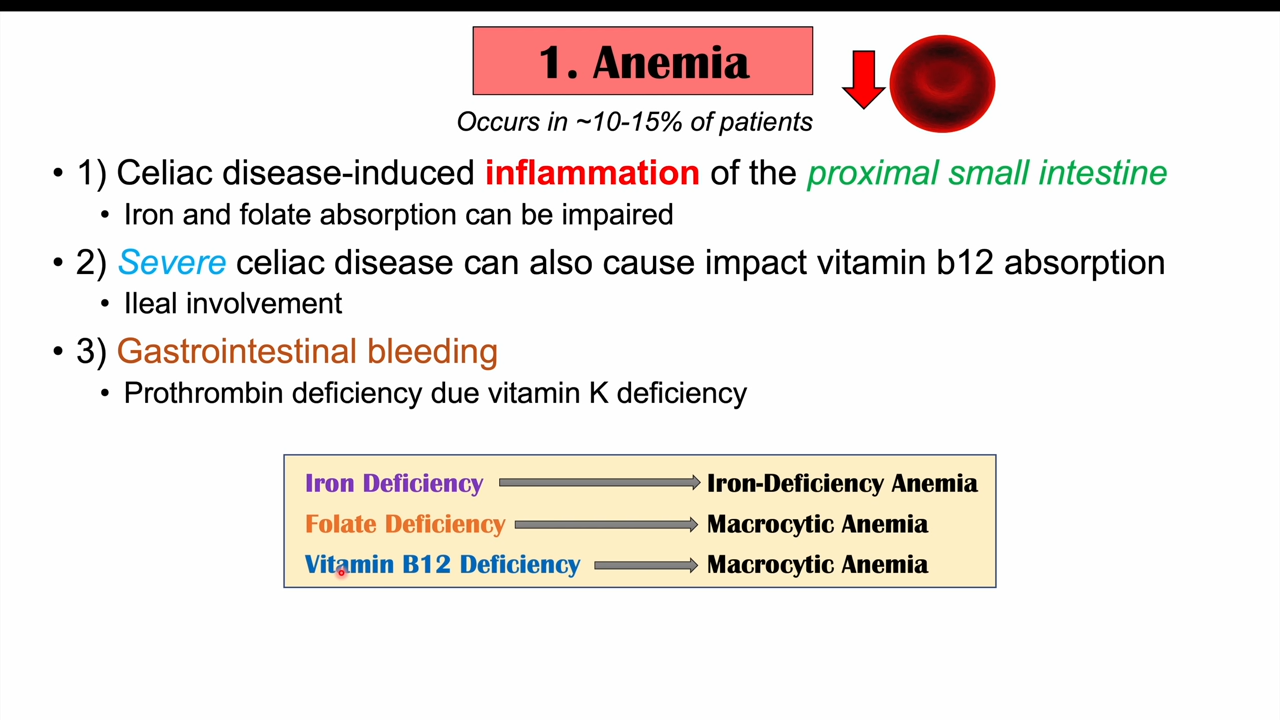 1. Anemia
Occurs in ~10-15% of patients
• 1) Celiac disease-induced inflammation of the proximal small intestine
• Iron and folate absorption can be impaired
• 2) Severe celiac disease can also cause impact vitamin b12 absorption
• Ileal involvement
• 3) Gastrointestinal bleeding
• Prothrombin deficiency due vitamin K deficiency
Iron Deficiency Iron-Deficiency Anemia
Folate Deficiency Macrocytic Anemia
Vitamin B12 Deficiency Macrocytic Anemia